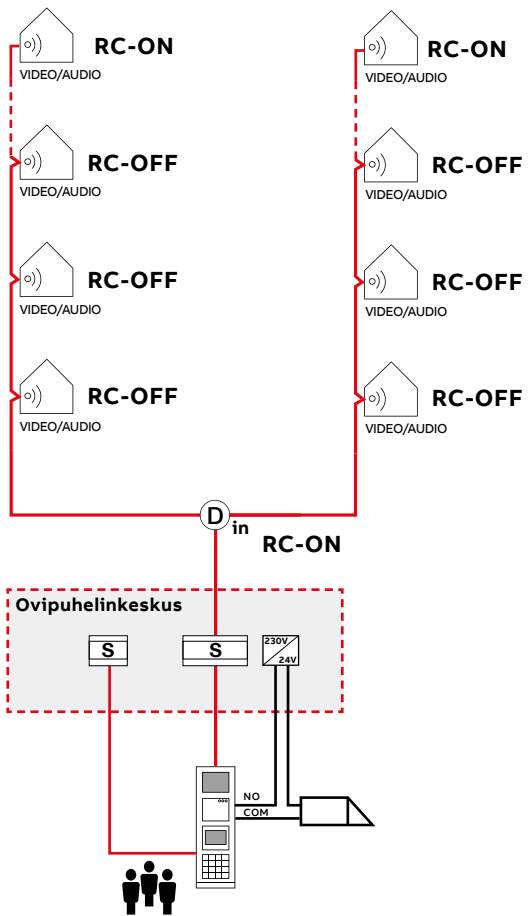 RC-ON
VIDEO/AUDIO
RC-OFF
VIDEO/AUDIO
RC-OFF
VIDEO/AUDIO
RC-OFF
VIDEO/AUDIO
RC-ON
VIDEO/AUDIO
RC-OFF
VIDEO/AUDIO
RC-OFF
VIDEO/AUDIO
RC-OFF
VIDEO/AUDIO
D
in
RC-ON
Ovipuhelinkeskus
S
S
230V
24V
NO
COM